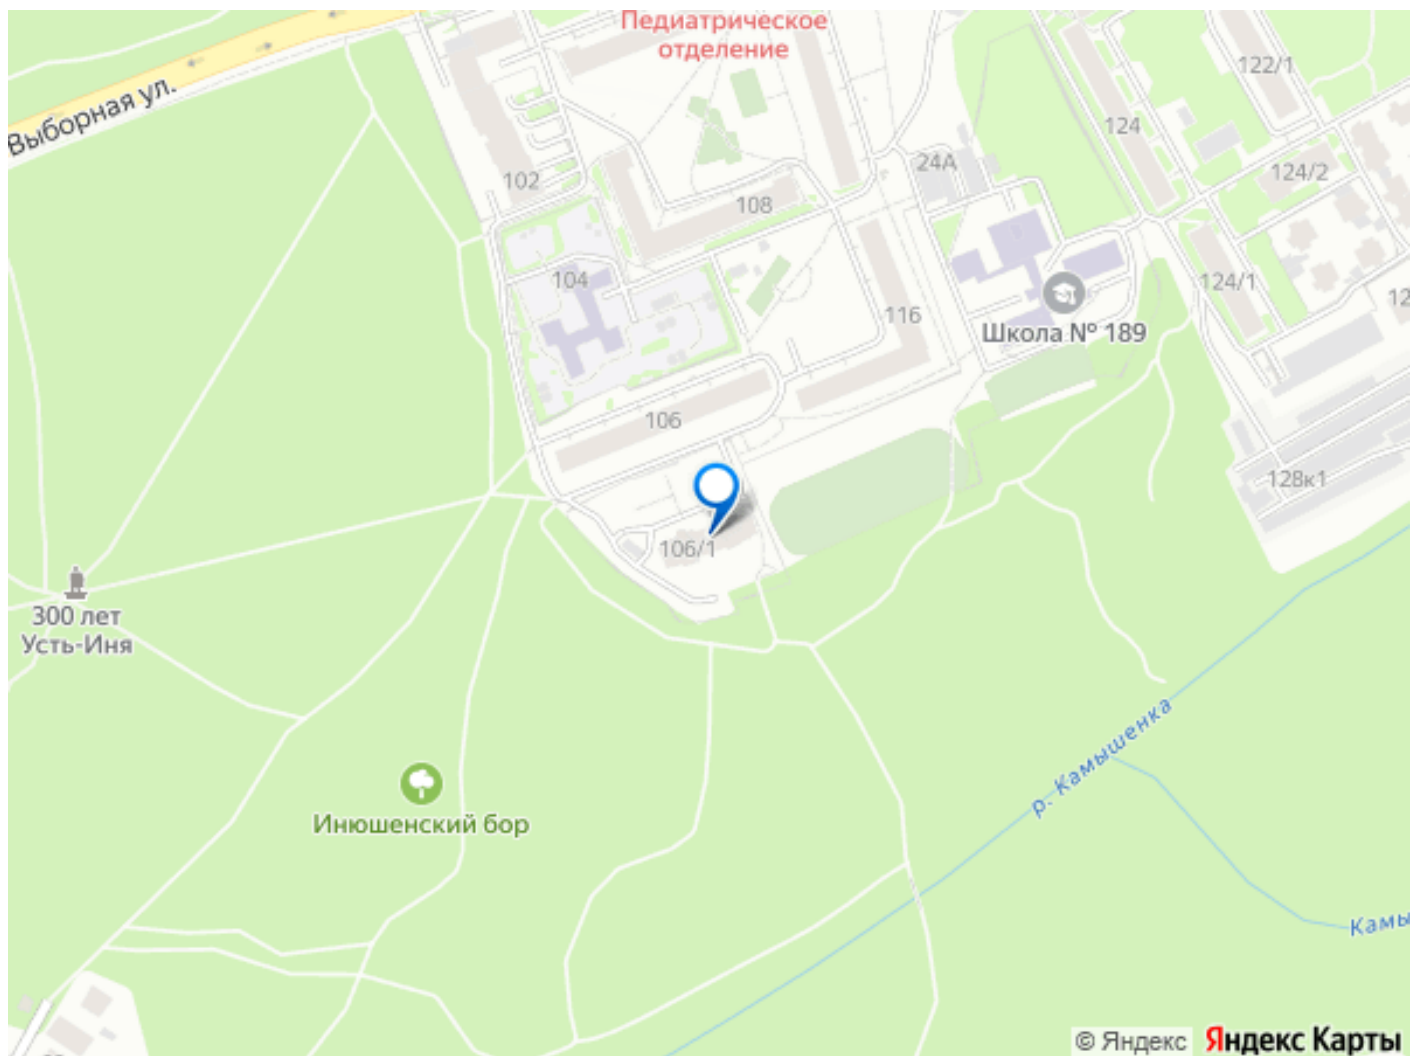 Педиатрическое
отделение
Выборная ул.
122/1
124
102
24А
124/2
108
104
124/1
12
116
Школа № 189
106
128к1
106/1
300 лет
Усть-Иня
р. Камышенка
Инюшенский бор
Камы
© Яндекс
Яндекс Карты